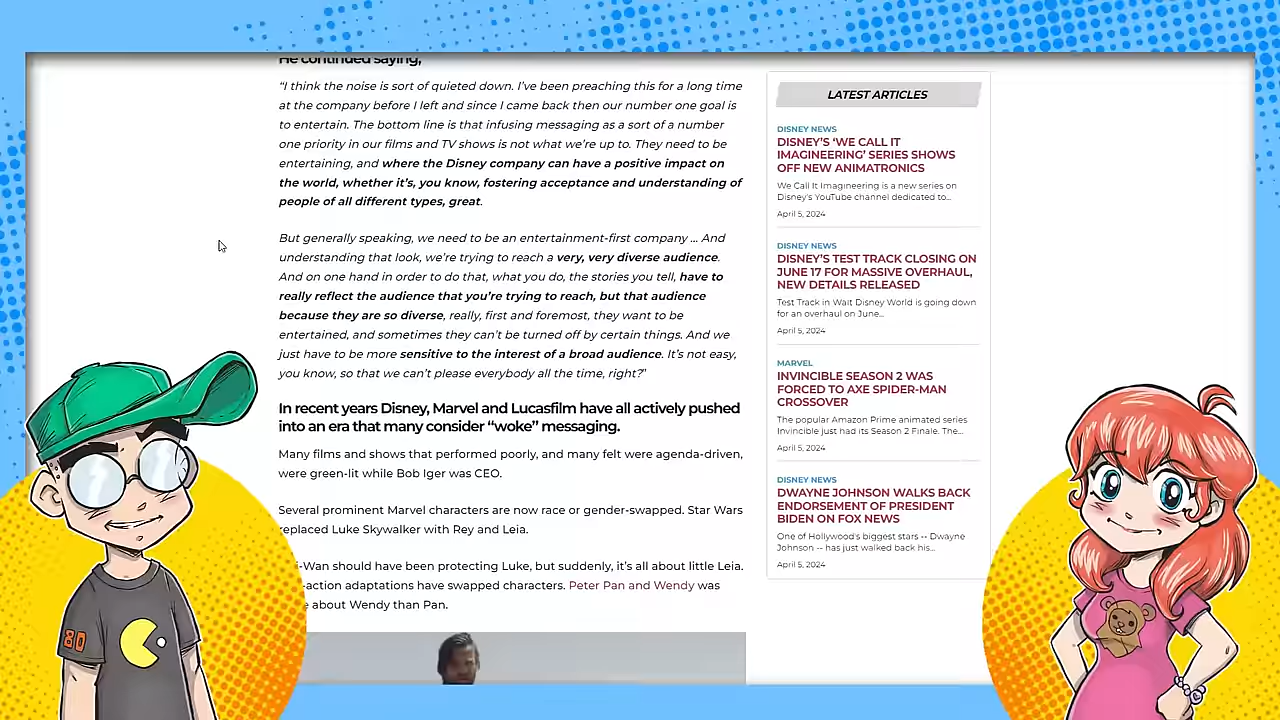 He continued saying,
“I think the noise is sort of quieted down. I’ve been preaching this for a long time
at the company before I left and since I came back then our number one goal is
to entertain. The bottom line is that infusing messaging as a sort of a number
one priority in our films and TV shows is not what we’re up to. They need to be
entertaining, and where the Disney company can have a positive impact on
the world, whether it’s, you know, fostering acceptance and understanding of
people of all different types, great.
But generally speaking, we need to be an entertainment-first company … And
understanding that look, we’re trying to reach a very, very diverse audience.
And on one hand in order to do that, what you do, the stories you tell, have to
really reflect the audience that you’re trying to reach, but that audience
because they are so diverse, really, first and foremost, they want to be
entertained, and sometimes they can’t be turned off by certain things. And we
just have to be more sensitive to the interest of a broad audience. It’s not easy,
you know, so that we can’t please everybody all the time, right?”
In recent years Disney, Marvel and Lucasfilm have all actively pushed
into an era that many consider “woke” messaging.
Many films and shows that performed poorly, and many felt were agenda-driven,
were green-lit while Bob Iger was CEO.
Several prominent Marvel characters are now race or gender-swapped. Star Wars
replaced Luke Skywalker with Rey and Leia.
-Wan should have been protecting Luke, but suddenly, it’s all about little Leia.
-action adaptations have swapped characters. Peter Pan and Wendy was
about Wendy than Pan.
LATEST ARTICLES
DISNEY NEWS
DISNEY’S ‘WE CALL IT
IMAGINEERING’ SERIES SHOWS
OFF NEW ANIMATRONICS
We Call It Imagineering is a new series on
Disney's YouTube channel dedicated to...
April 5, 2024
DISNEY NEWS
DISNEY’S TEST TRACK CLOSING ON
JUNE 17 FOR MASSIVE OVERHAUL,
NEW DETAILS RELEASED
Test Track in Walt Disney World is going down
for an overhaul on June...
April 5, 2024
MARVEL
INVINCIBLE SEASON 2 WAS
FORCED TO AXE SPIDER-MAN
CROSSOVER
The popular Amazon Prime animated series
Invincible just had its Season 2 Finale. The...
April 5, 2024
DISNEY NEWS
DWAYNE JOHNSON WALKS BACK
ENDORSEMENT OF PRESIDENT
BIDEN ON FOX NEWS
One of Hollywood's biggest stars -- Dwayne
Johnson -- has just walked back his...
April 5, 2024
80